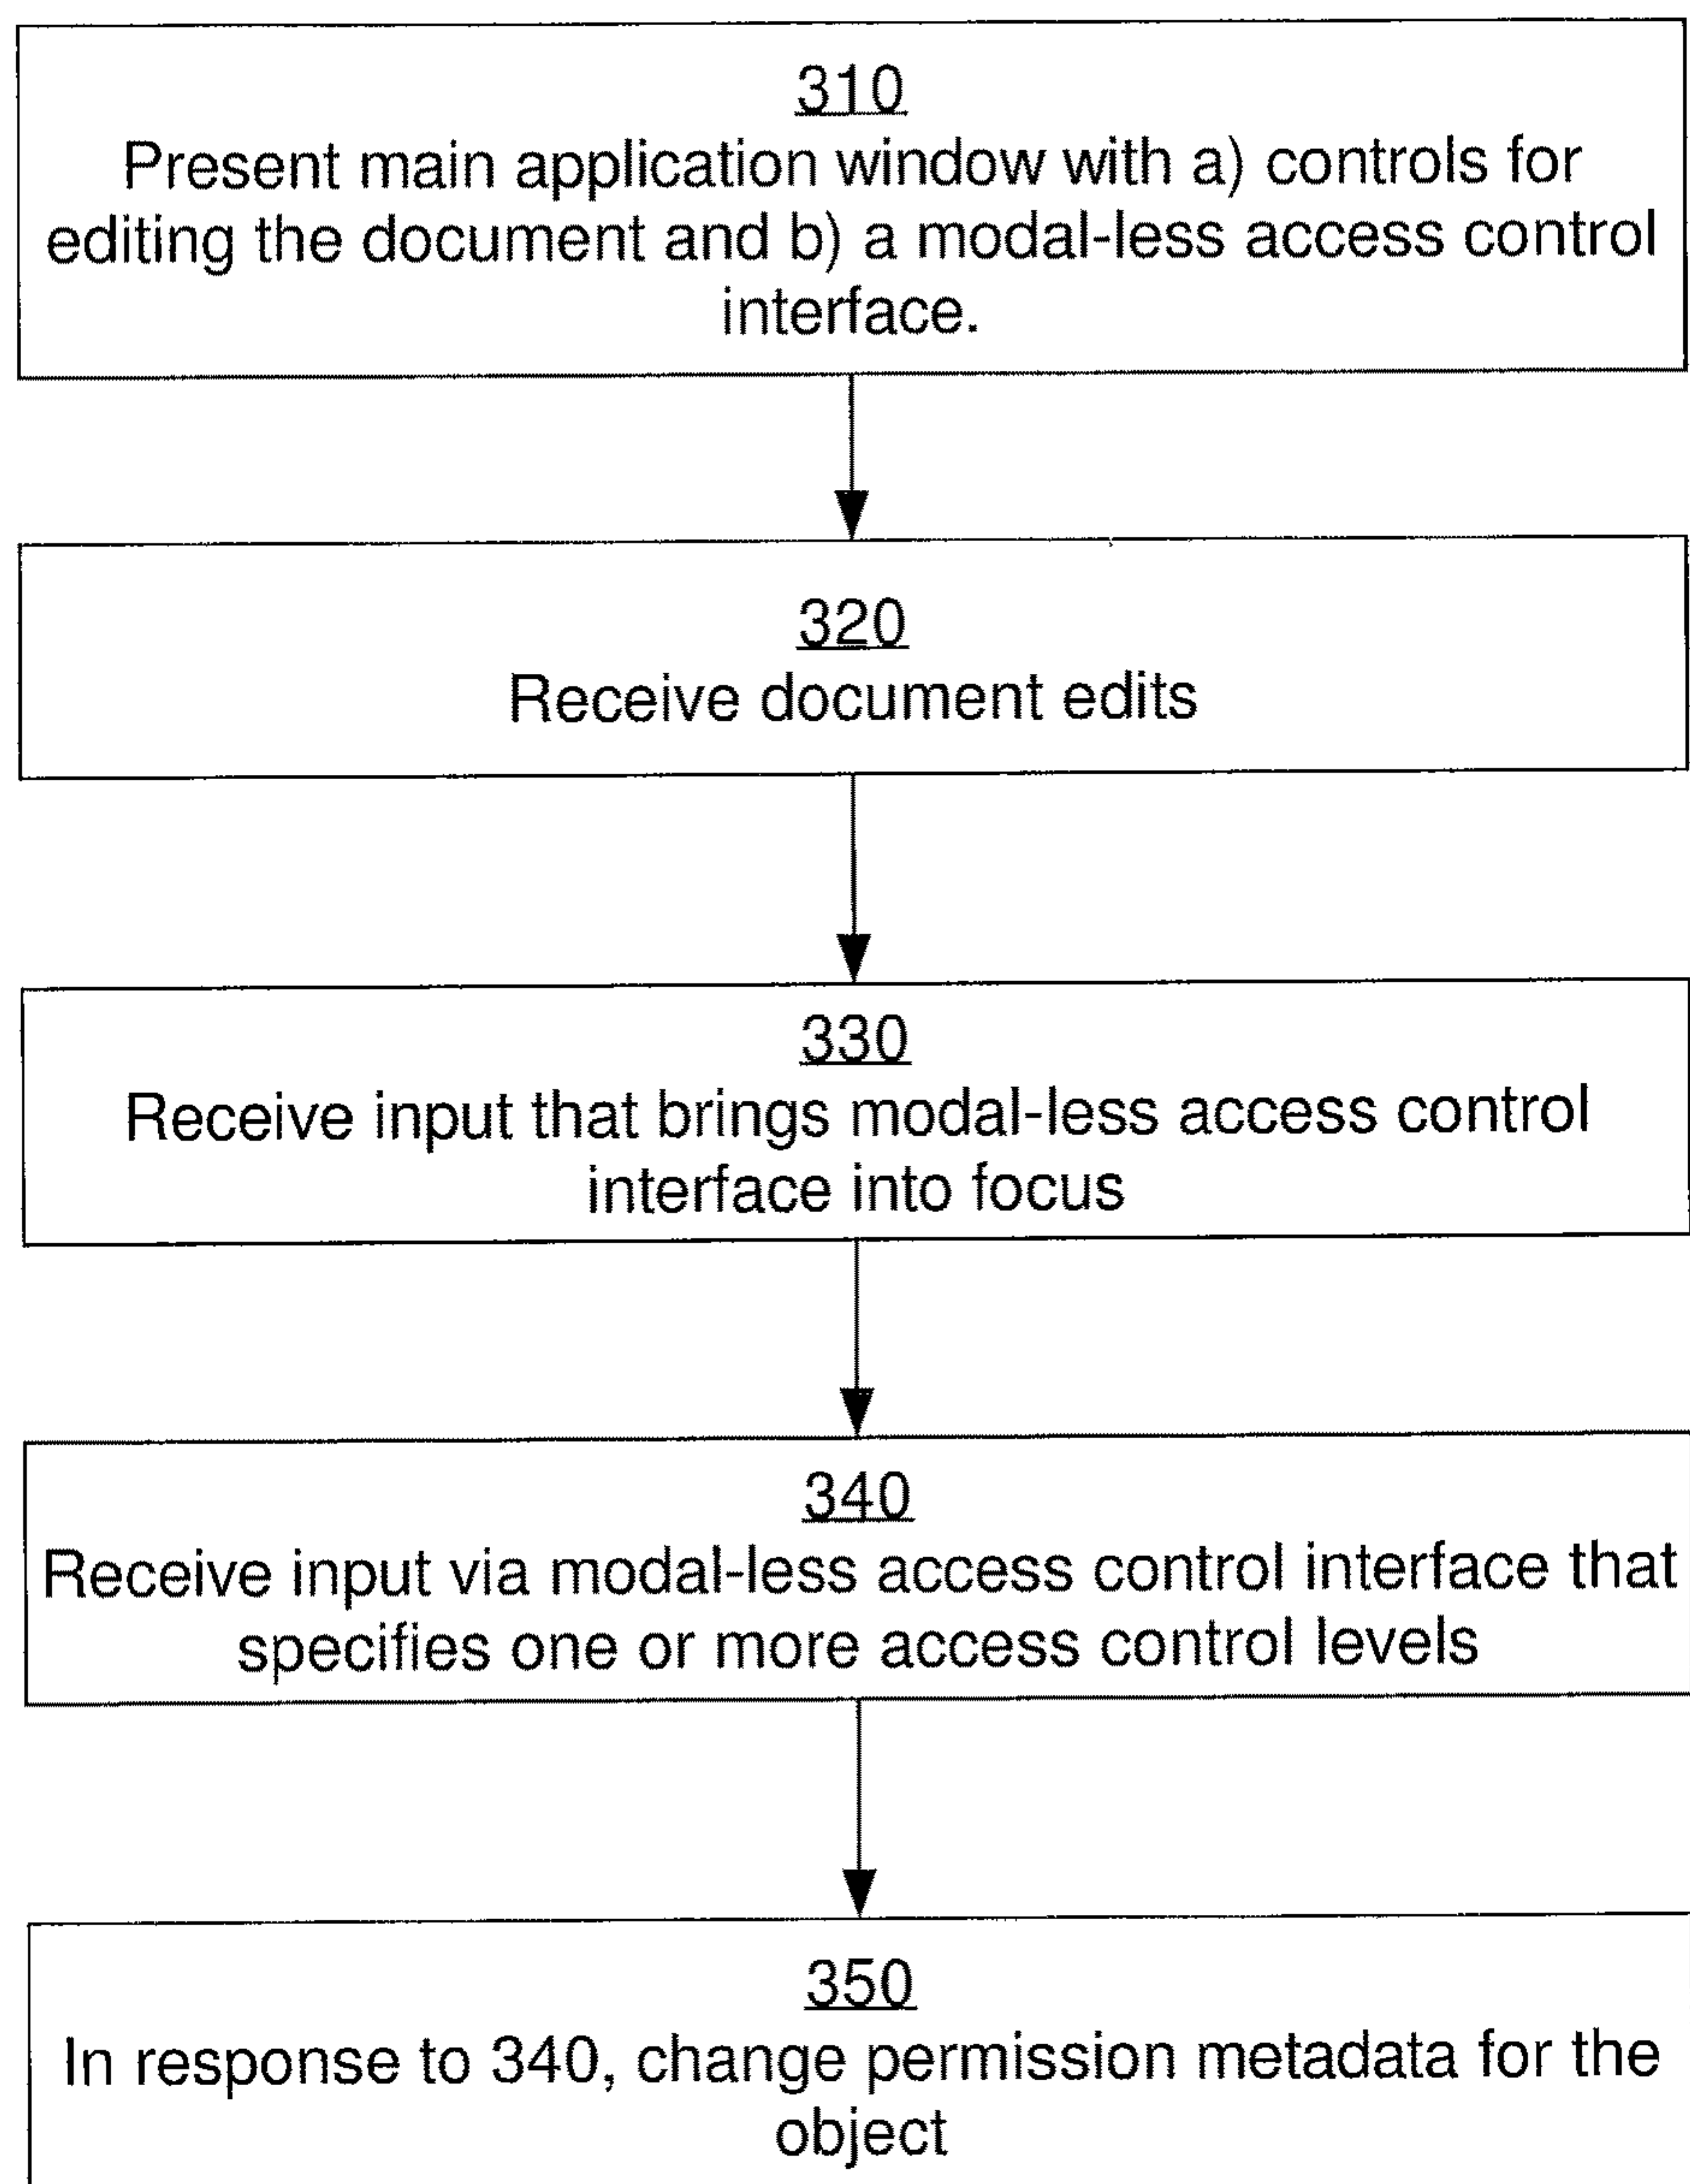 310
Present main application window with a) controls for
editing the document and b) a modal-less access control
interface.
320
Receive document edits
330
Receive input that brings modal-less access control
interface into focus
340
Receive input via modal-less access control interface that
specifies one or more access control levels
350
In response to 340, change permission metadata for the
object